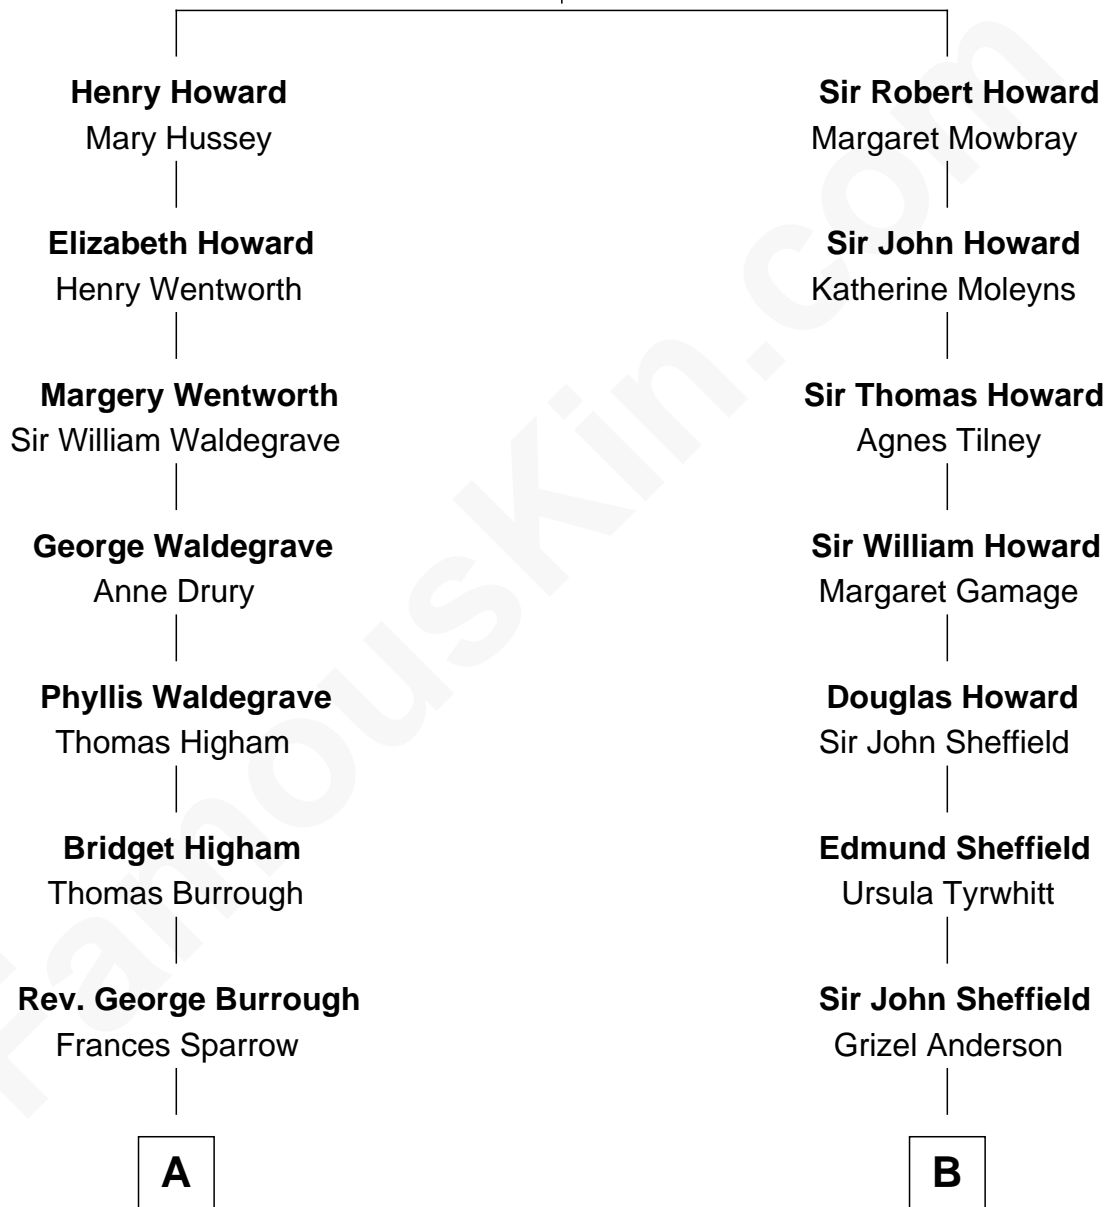 Henry Howard
Mary Hussey
Elizabeth Howard
Henry Wentworth
Margery Wentworth
Sir William Waldegrave
George Waldegrave
Anne Drury
Phyllis Waldegrave
Thomas Higham
Bridget Higham
Thomas Burrough
Rev. George Burrough
Frances Sparrow
A
Sir Robert Howard
Margaret Mowbray
Sir John Howard
Katherine Moleyns
Sir Thomas Howard
Agnes Tilney
Sir William Howard
Margaret Gamage
Douglas Howard
Sir John Sheffield
Edmund Sheffield
Ursula Tyrwhitt
Sir John Sheffield
Grizel Anderson
B
FamousKin.com